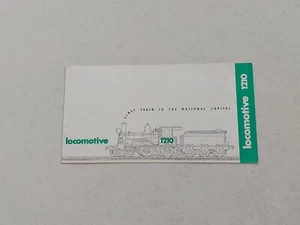 FIRST TRAIN TO THE NATIONAL CAPITAL
locomotive
1210
locomotive 1210